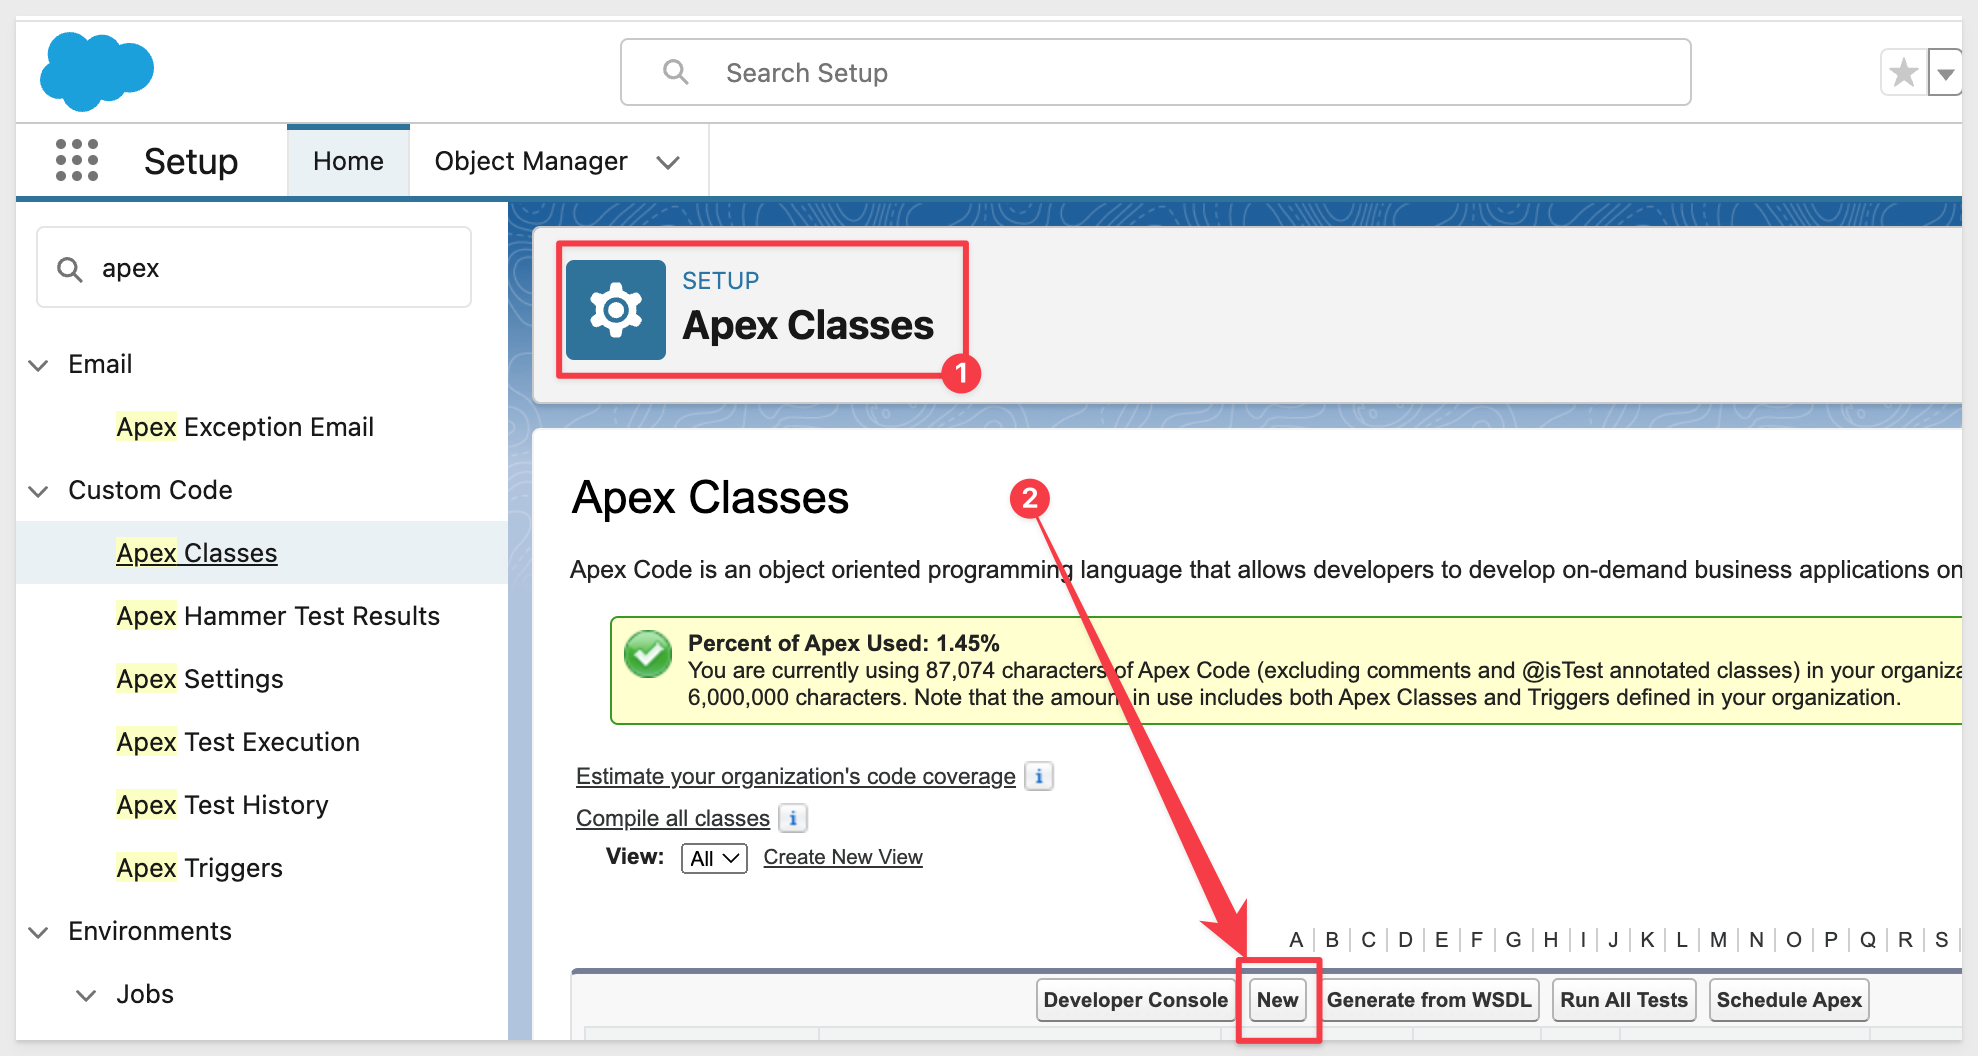 Search Setup
Setup
Home
Object Manager
apex
Email
Apex Exception Email
Custom Code
Apex Classes
Apex Hammer Test Results
Apex Settings
Apex Test Execution
Apex Test History
Apex Triggers
Environments
Jobs
SETUP
Apex Classes
1
Apex Classes
2
Apex Code is an object oriented programming language that allows developers to develop on-demand business applications on
Percent of Apex Used: 1.45%
You are currently using 87,074 characters of Apex Code (excluding comments and @isTest annotated classes) in your organiza
6,000,000 characters. Note that the amount in use includes both Apex Classes and Triggers defined in your organization.
Estimate your organization's code coverage i
Compile all classes i
View: All Create New View
A | B | C | D | E | F | G | H | I | J | K | L | M | N | O | P | Q | R | S |
Developer Console New Generate from WSDL Run All Tests Schedule Apex